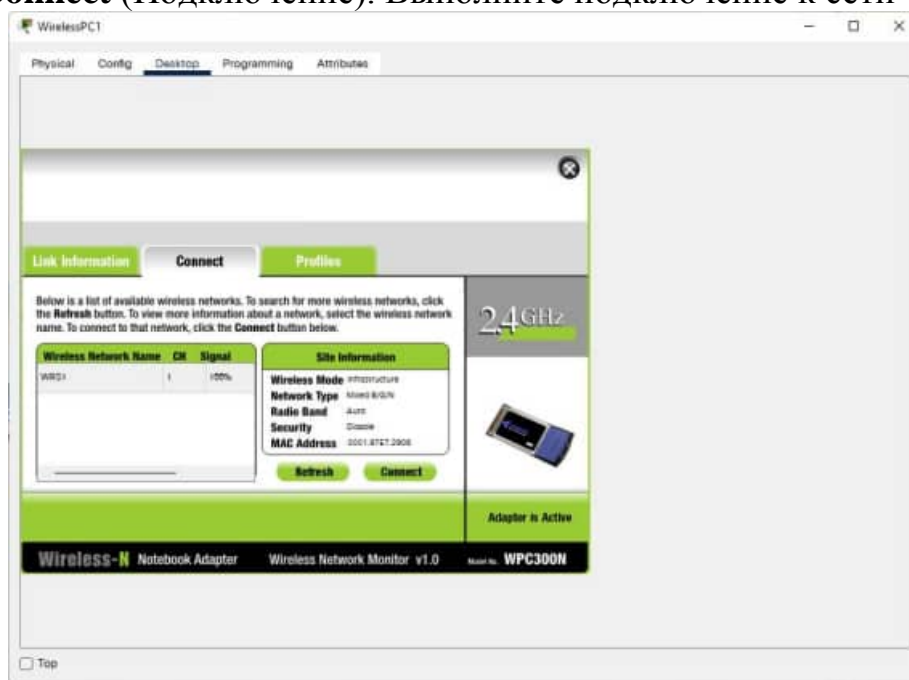 onnect (Подключение). Выполните подключение к сети
WirelessPC1
Physical Config Desktop Programming Attributes
Link Information Connect Profiles
Below is a list of available wireless networks. To search for more wireless networks, click
the Refresh button. To view more information about a network, select the wireless network
name. To connect to that network, click the Connect button below.
2,4GHz
Wireless Network Name CH Signal
1 100%
Site Information
Wireless Mode Infrastructure
Network Type Mixed B/G/N
Radio Band Auto
Security Disable
MAC Address
Refresh Connect
Adapter is Active
Wireless-N Notebook Adapter Wireless Network Monitor v1.0 Model No. WPC300N
Top